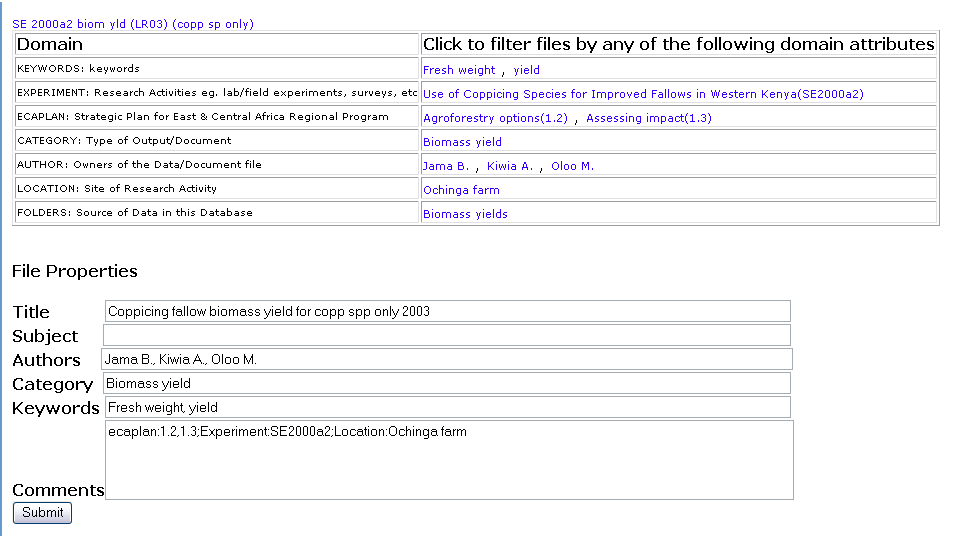 SE 2000a2 biom yld (LR03) (copp sp only)
Domain Click to filter files by any of the following domain attributes
KEYWORDS: keywords Fresh weight , yield
EXPERIMENT: Research Activities eg. lab/field experiments, surveys, etc Use of Coppicing Species for Improved Fallows in Western Kenya(SE2000a2)
ECAPLAN: Strategic Plan for East & Central Africa Regional Program Agroforestry options(1.2) , Assessing impact(1.3)
CATEGORY: Type of Output/Document Biomass yield
AUTHOR: Owners of the Data/Document file Jama B. , Kiwia A. , Oloo M.
LOCATION: Site of Research Activity Ochinga farm
FOLDERS: Source of Data in this Database Biomass yields
File Properties
Title Coppicing fallow biomass yield for copp spp only 2003
Subject
Authors Jama B., Kiwia A., Oloo M.
Category Biomass yield
Keywords Fresh weight, yield
ecaplan:1.2,1.3;Experiment:SE2000a2;Location:Ochinga farm
Comments
Submit